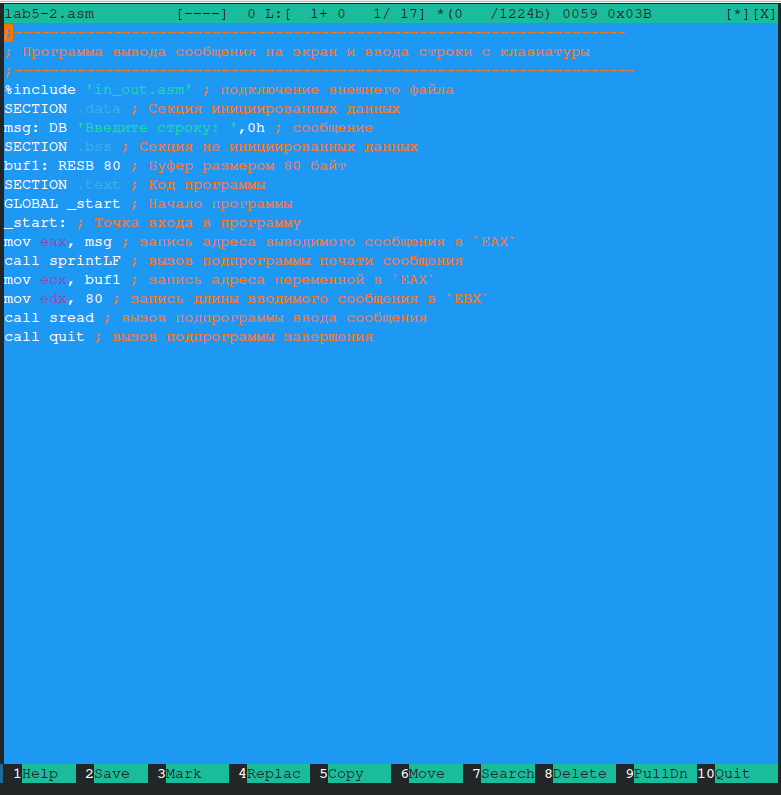 lab5-2.asm [----] 0 L:[ 1+ 0 1/ 17] *(0 /1224b) 0059 0x03B [*][X]
;--------------------------------------------------------------------
; Программа вывода сообщения на экран и ввода строки с клавиатуры
;---------------------------------------------------------------------
%include 'in_out.asm' ; подключение внешнего файла
SECTION .data ; Секция инициированных данных
msg: DB 'Введите строку: ',0h ; сообщение
SECTION .bss ; Секция не инициированных данных
buf1: RESB 80 ; Буфер размером 80 байт
SECTION .text ; Код программы
GLOBAL _start ; Начало программы
_start: ; Точка входа в программу
mov eax, msg ; запись адреса выводимого сообщения в `EAX`
call sprintLF ; вызов подпрограммы печати сообщения
mov ecx, buf1 ; запись адреса переменной в `EAX`
mov edx, 80 ; запись длины вводимого сообщения в `EBX`
call sread ; вызов подпрограммы ввода сообщения
call quit ; вызов подпрограммы завершения
1Help 2Save 3Mark 4Replac 5Copy 6Move 7Search 8Delete 9PullDn 10Quit